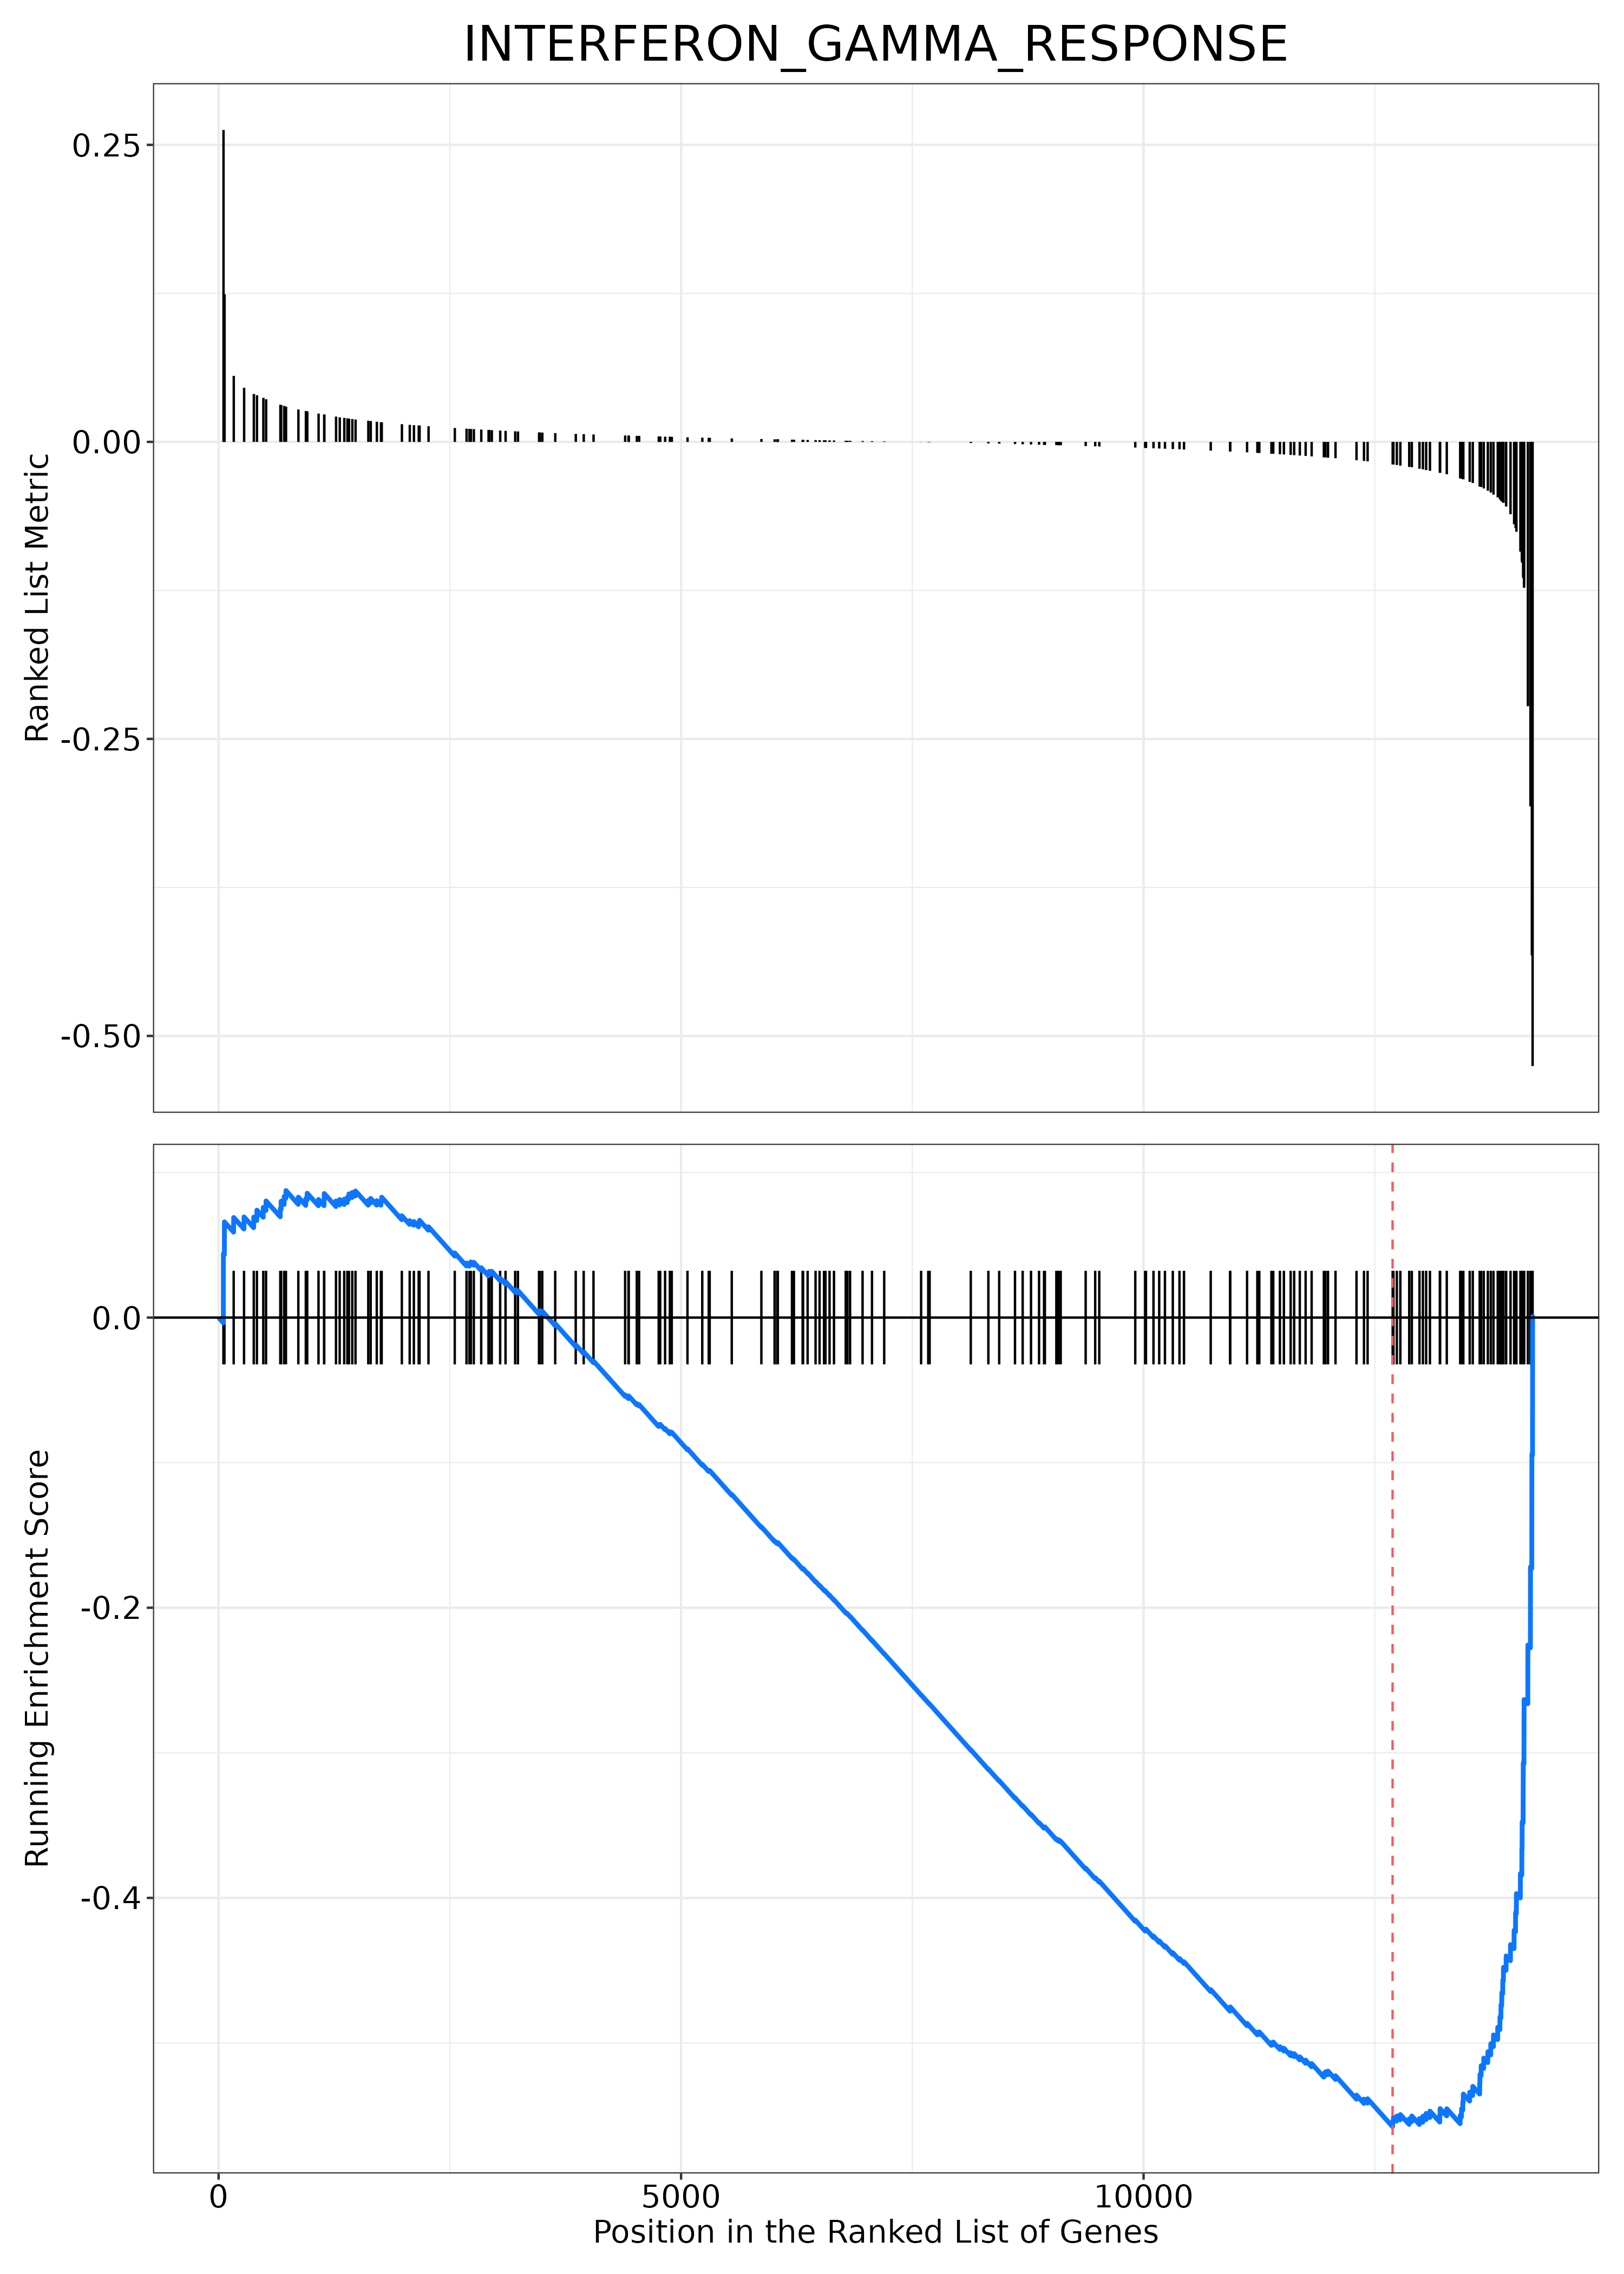 INTERFERON_GAMMA_RESPONSE
0.25
0.00
-0.25
-0.50
Ranked List Metric
0.0
-0.2
-0.4
Running Enrichment Score
0
5000
10000
Position in the Ranked List of Genes